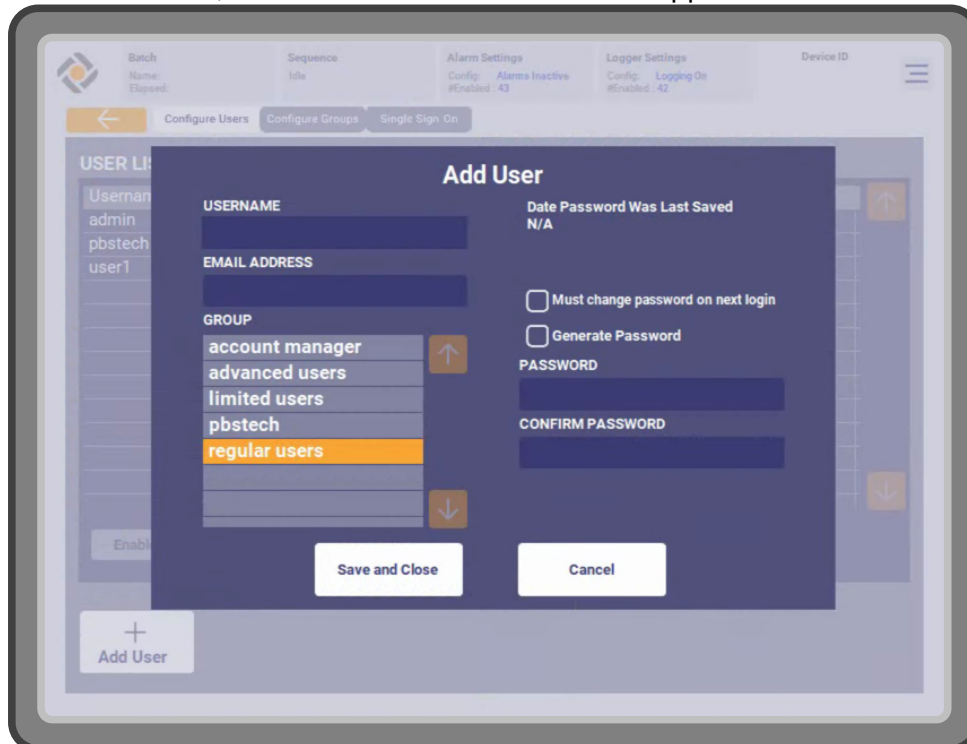 Batch
Name:
Elapsed:
Sequence
Idle
Alarm Settings
Config: Alarms Inactive
#Enabled : 43
Logger Settings
Config: Logging On
#Enabled : 42
Device ID
Configure Users
Configure Groups
Single Sign On
USER LI
Usernam
admin
pbstech
user1
Enabl
Add User
USERNAME
EMAIL ADDRESS
GROUP
account manager
advanced users
limited users
pbstech
regular users
Date Password Was Last Saved
N/A
Must change password on next login
Generate Password
PASSWORD
CONFIRM PASSWORD
Save and Close
Cancel
Add User